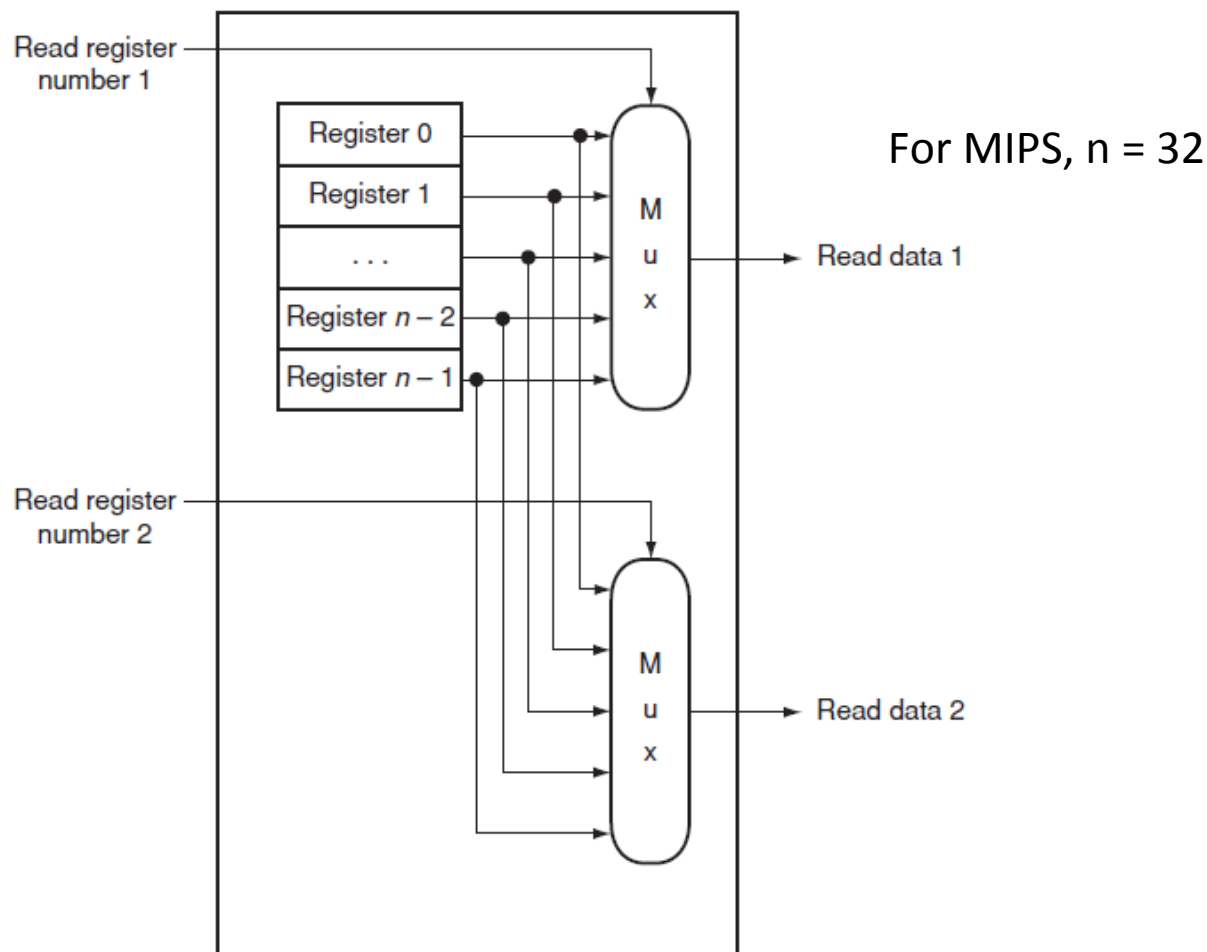 Read register
number 1
Register 0
Register 1
. . .
Register n – 2
Register n – 1
M
u
x
For MIPS, n = 32
Read data 1
Read register
number 2
M
u
x
Read data 2